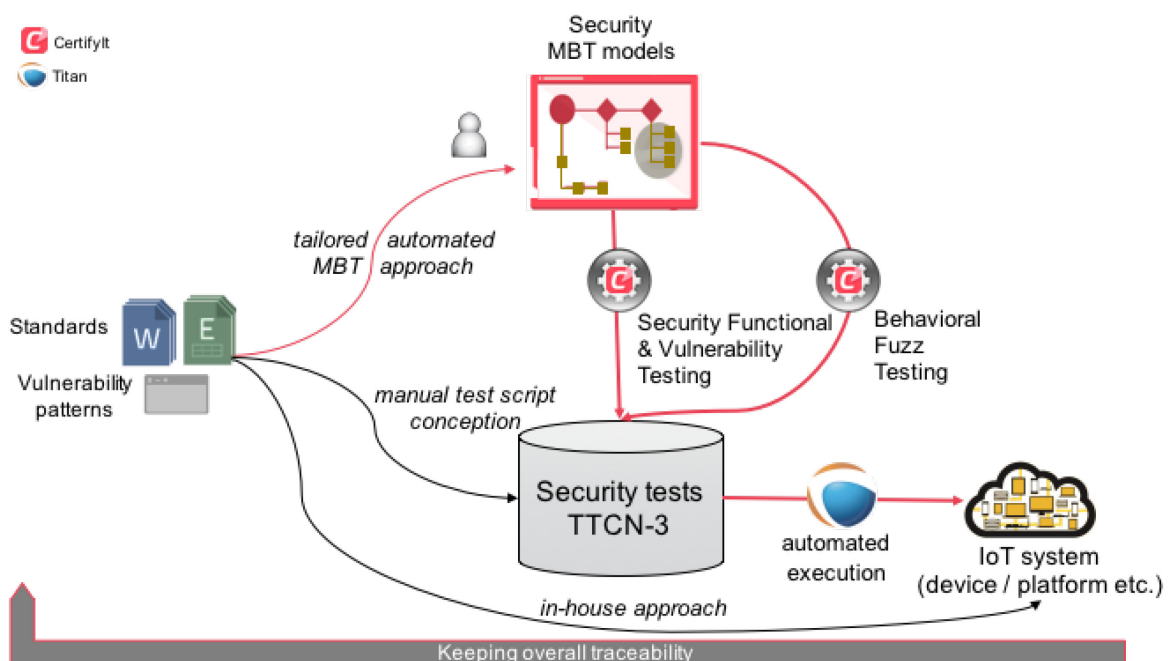 Security
MBT models
CertifyIt
Titan
tailored automated
MBT approach
Standards
W
E
Vulnerability
patterns
Security Functional
& Vulnerability
Testing
Behavioral
Fuzz
Testing
manual test script
conception
Security tests
TTCN-3
automated
execution
IoT system
(device / platform etc.)
in-house approach
Keeping overall traceability